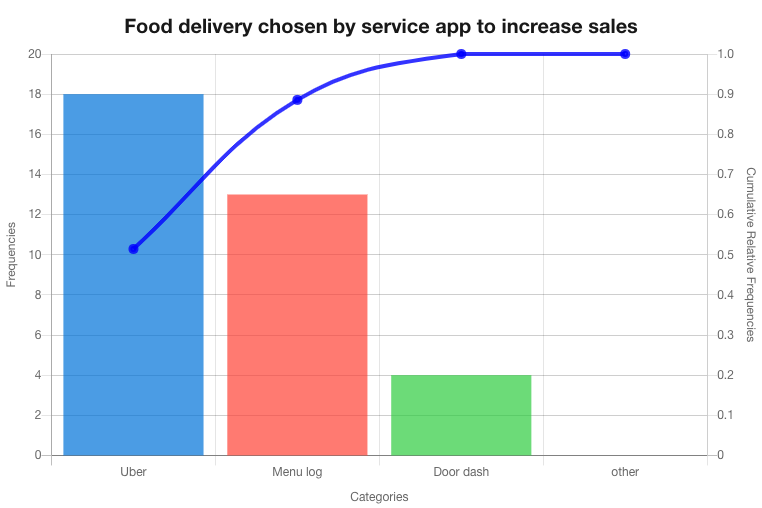 Food delivery chosen by service app to increase sales
20
18
16
14
12
10
8
6
4
2
0
Frequencies
1.0
0.9
0.8
0.7
0.6
0.5
0.4
0.3
0.2
0.1
0
Cumulative Relative Frequencies
Uber
Menu log
Door dash
other
Categories